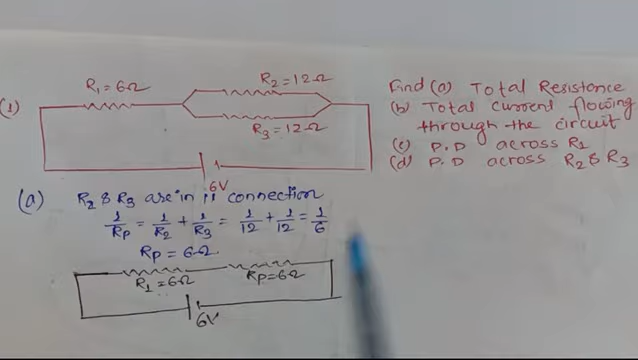 (1)
R₁=6Ω
R₂=12Ω
R₃=12Ω
6V
Find (a) Total Resistance
(b) Total current flowing
through the circuit
(c) P.D across R₁
(d) P.D across R₂ & R₃
(a) R₂ & R₃ are in || connection
1/Rp = 1/R₂ + 1/R₃ = 1/12 + 1/12 = 1/6
Rp = 6Ω
R₁=6Ω
Rp=6Ω
6V